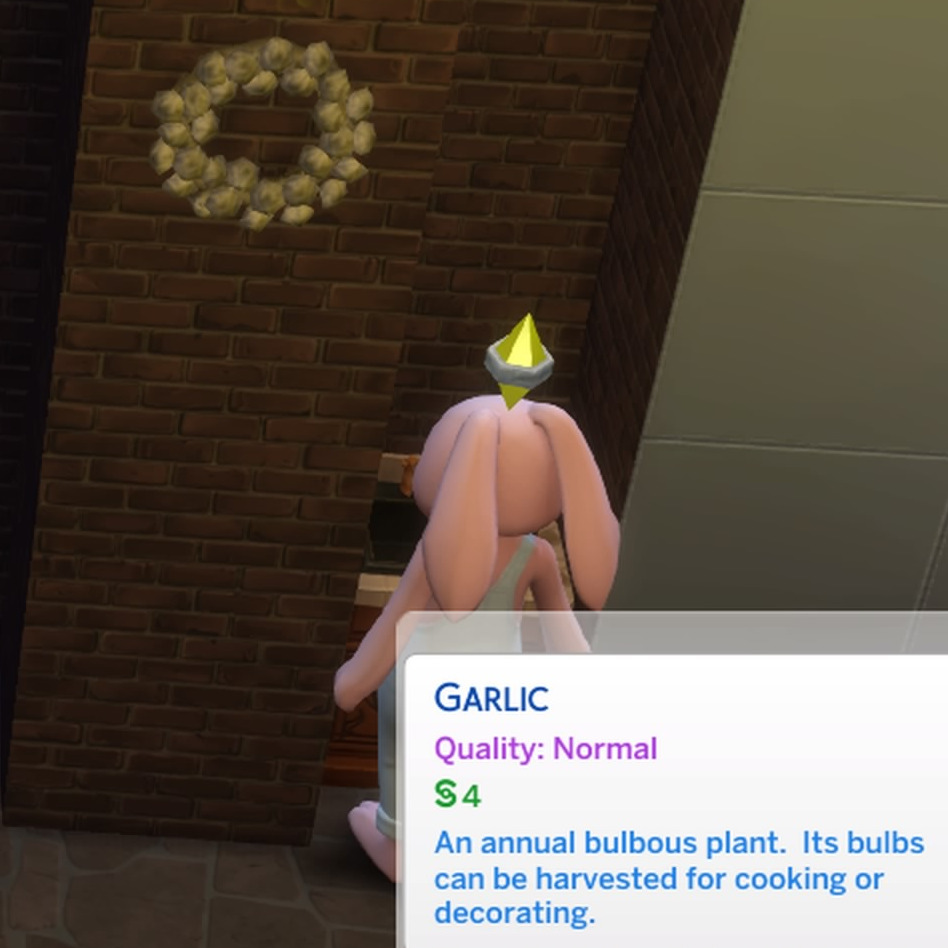 GARLIC
Quality: Normal
§4
An annual bulbous plant.  Its bulbs
can be harvested for cooking or
decorating.